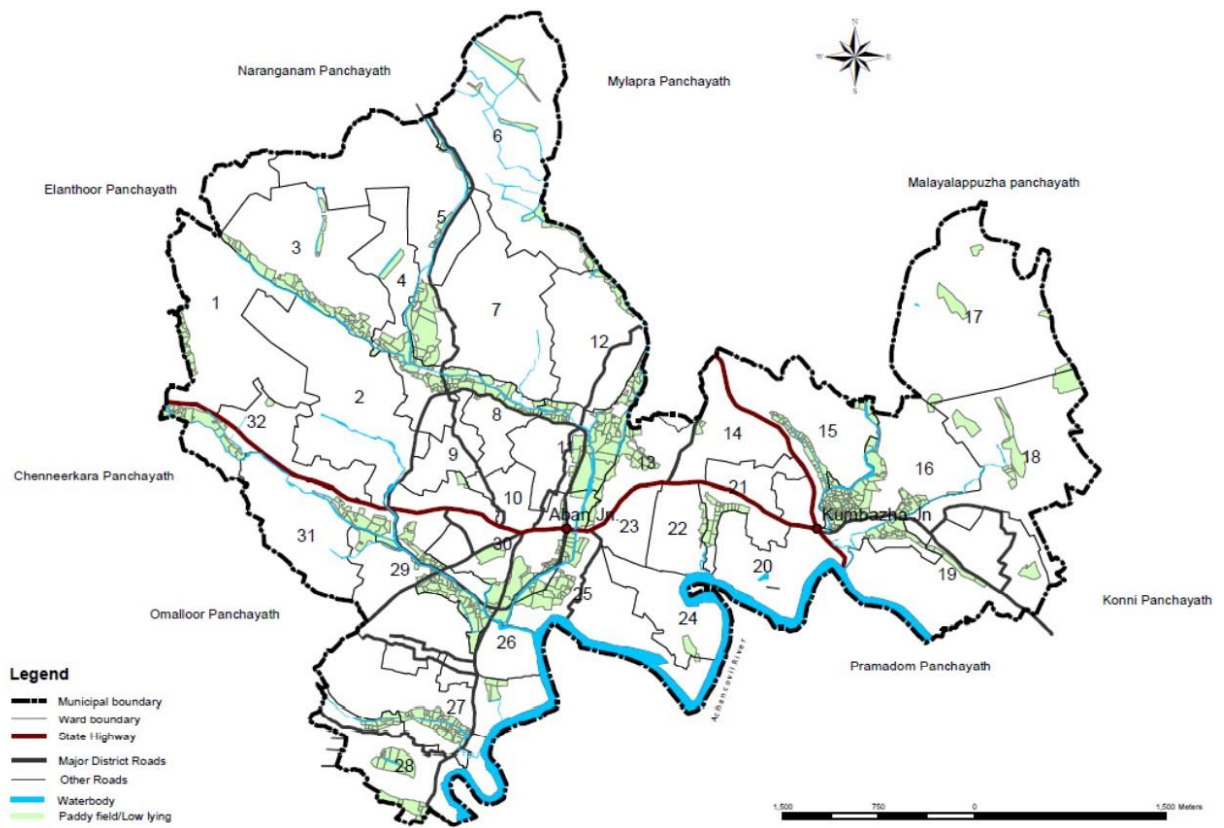 N
W E
S
Naranganam Panchayath
Mylapra Panchayath
6
Elanthoor Panchayath
Malayalappuzha panchayath
5
3
4
1
7
17
12
2
8
32
14
15
9
11
13
16
18
Chenneerkara Panchayath
10
21
Aban Jn
Kumbazha Jn
31
23
22
30
29
20
19
25
Omalloor Panchayath
24
Konni Panchayath
26
Pramadom Panchayath
Achancovil River
27
28
Legend
Municipal boundary
Ward boundary
State Highway
Major District Roads
Other Roads
Waterbody
Paddy field/Low lying
1,500 750 0 1,500 Meters